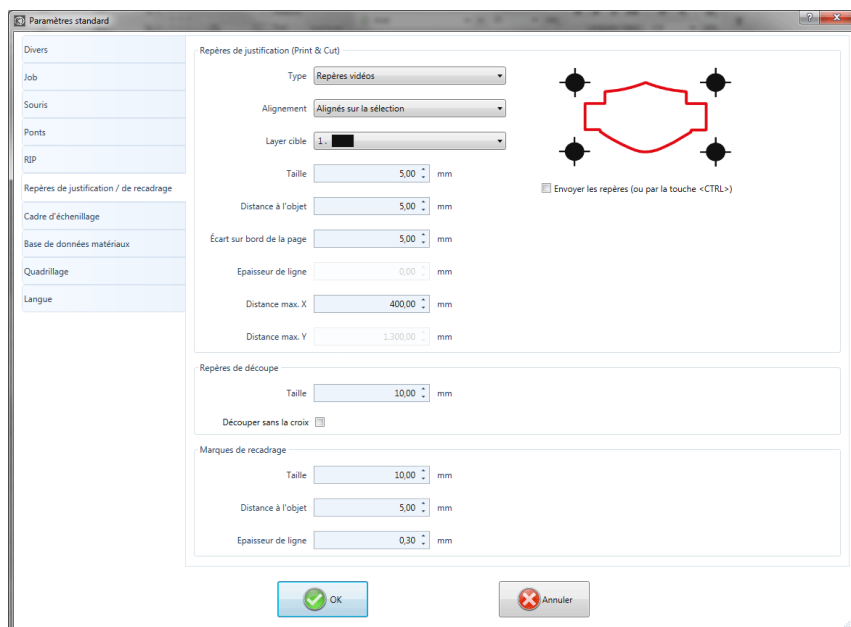 Paramètres standard
Divers
Job
Souris
Ponts
RIP
Repères de justification / de recadrage
Cadre d'échenillage
Base de données matériaux
Quadrillage
Langue
Repères de justification (Print & Cut)
Type Repères vidéos
Alignement Alignés sur la sélection
Layer cible 1 .
Taille 5,00 mm
Distance à l'objet 5,00 mm
Écart sur bord de la page 5,00 mm
Epaisseur de ligne 0,00 mm
Distance max. X 400,00 mm
Distance max. Y 1.300,00 mm
Envoyer les repères (ou par la touche <CTRL>)
Repères de découpe
Taille 10,00 mm
Découper sans la croix
Marques de recadrage
Taille 10,00 mm
Distance à l'objet 5,00 mm
Epaisseur de ligne 0,30 mm
OK
Annuler